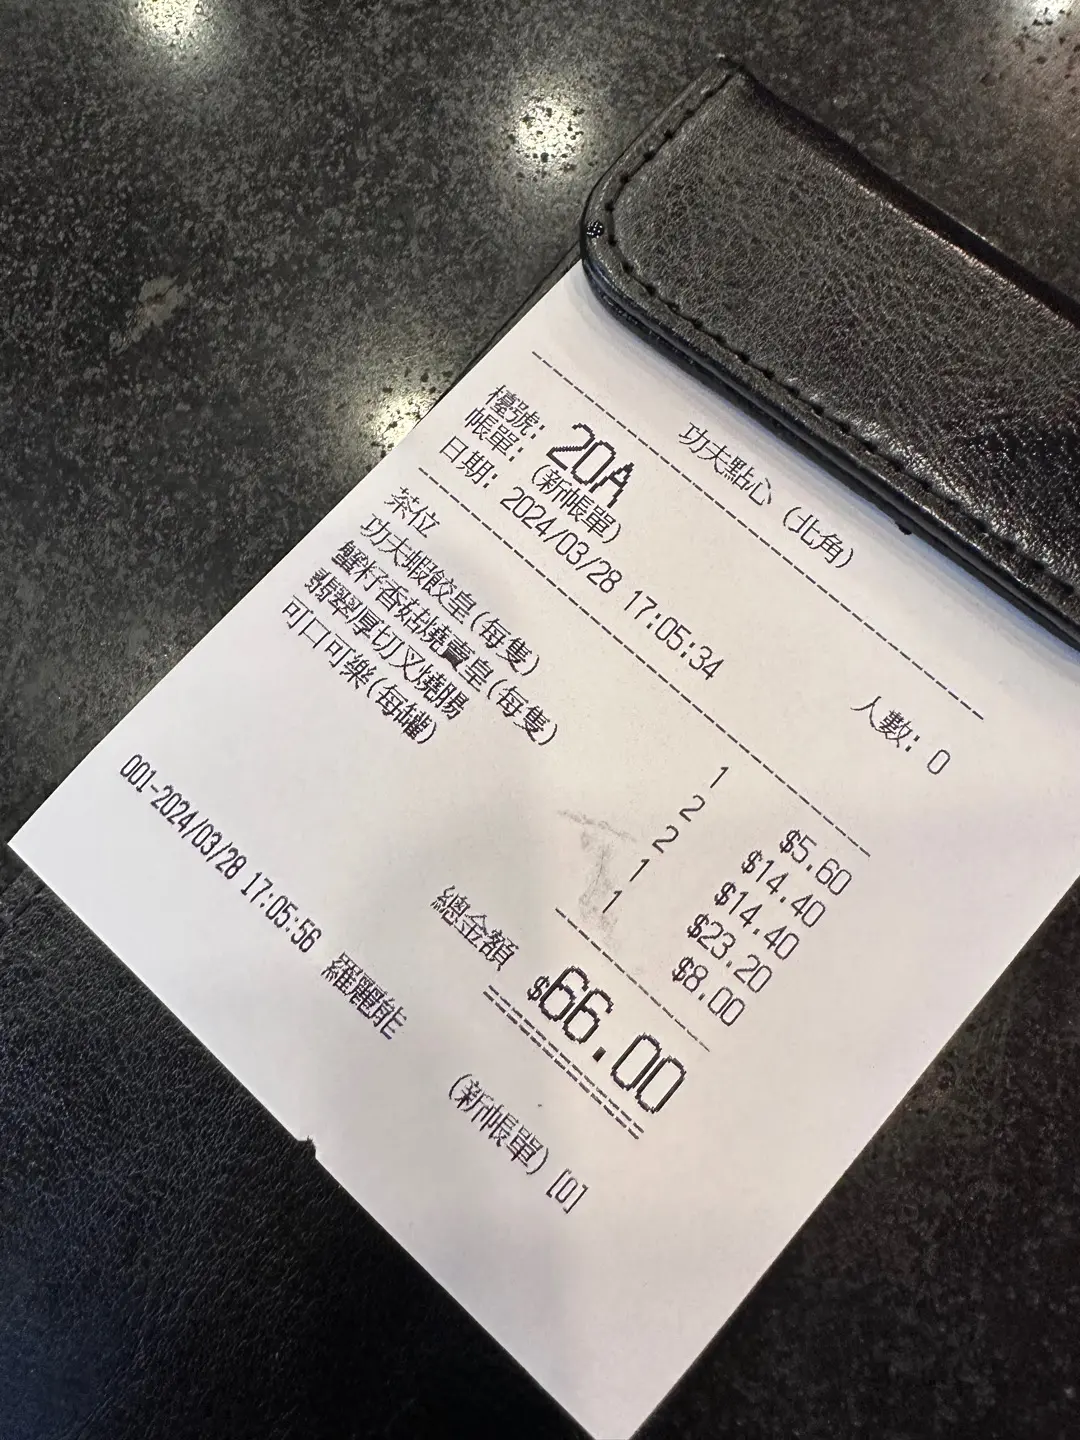 功夫點心 (北角)
檯號: 20A 人數: 0
帳單: (新帳單)
日期: 2024/03/28 17:05:34
茶位 1 $5.60
功夫蝦餃皇(每隻) 2 $14.40
蟹籽香菇燒賣皇(每隻) 2 $14.40
翡翠厚切叉燒腸 1 $23.20
可口可樂(每罐) 1 $8.00
總金額 $66.00
001-2024/03/28 17:05:56 羅麗能
(新帳單) [0]